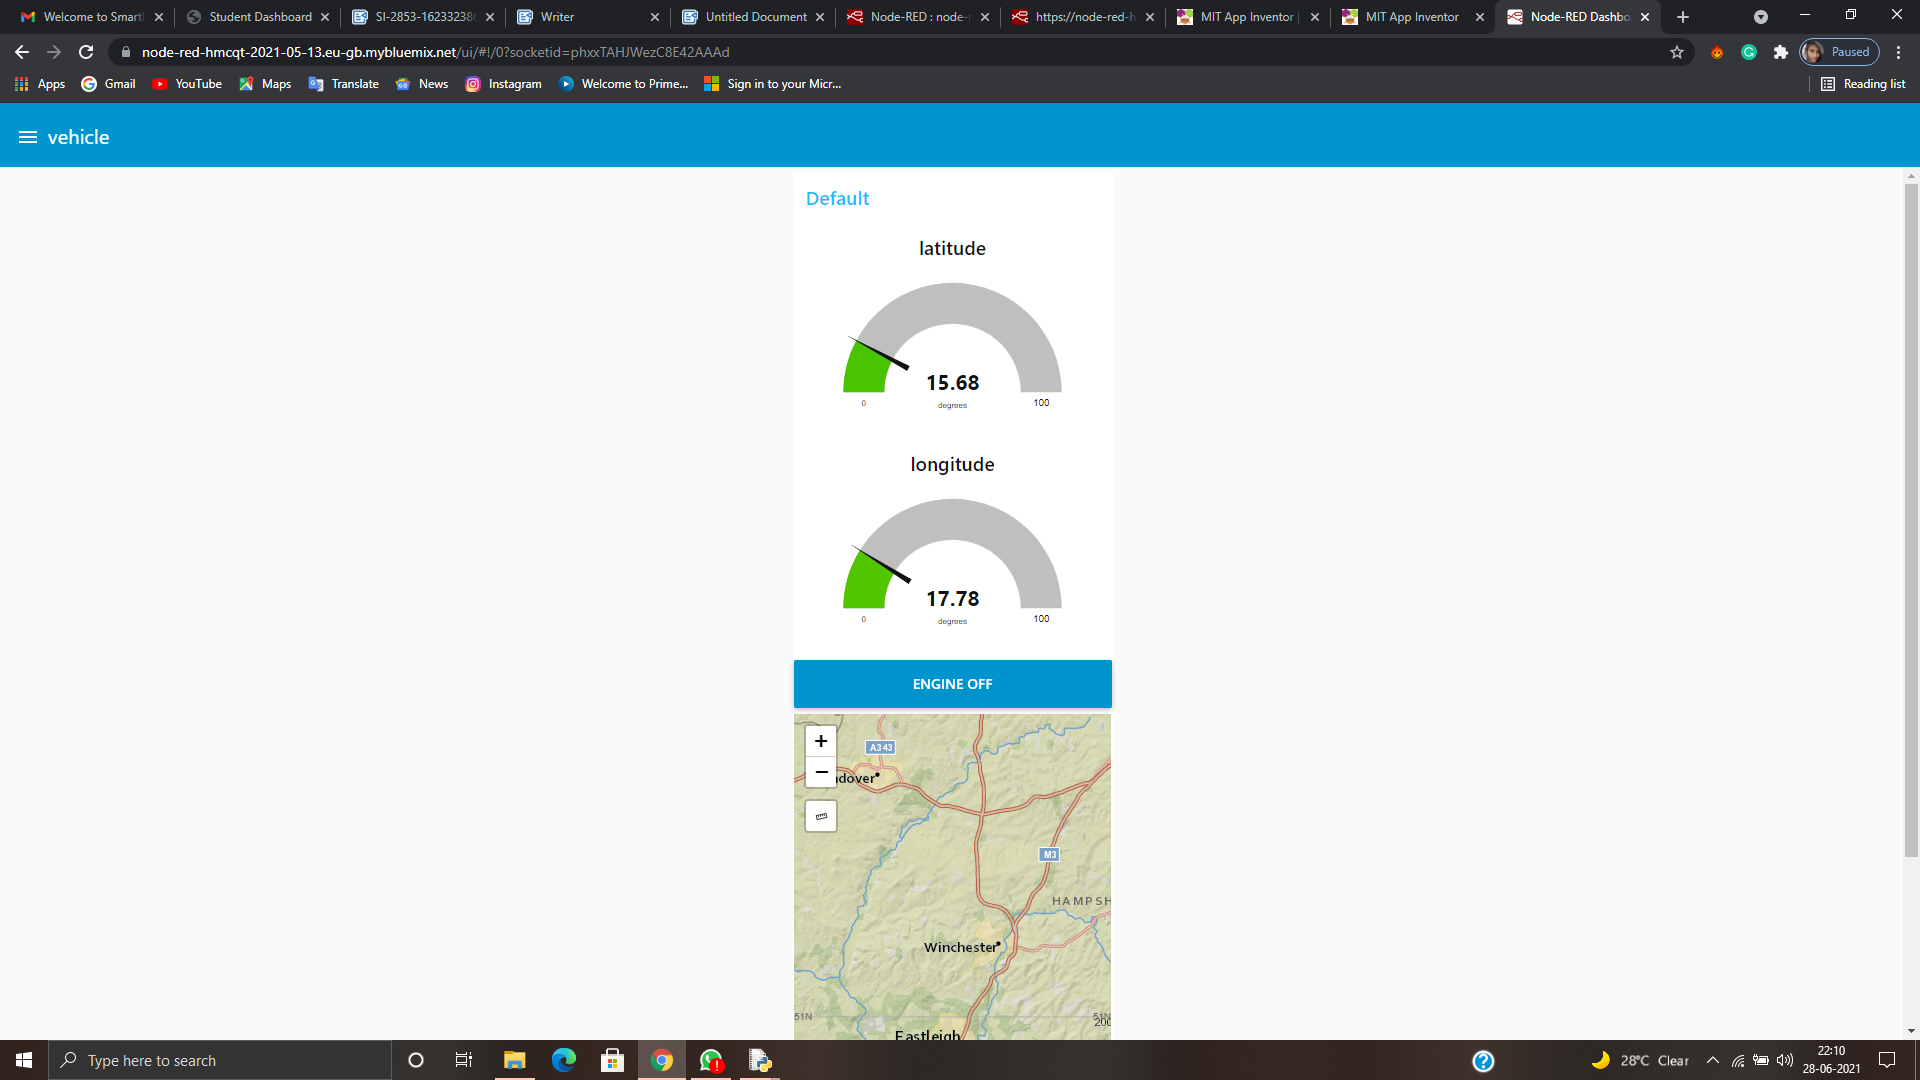 Welcome to Smart
Student Dashboard
SI-2853-16233238
Writer
Untitled Document
Node-RED : node-r
https://node-red-h
MIT App Inventor
MIT App Inventor
Node-RED Dashbo
node-red-hmcqt-2021-05-13.eu-gb.mybluemix.net/ui/#!/0?socketid=phxxTAHJWezC8E42AAAd
Paused
Apps
Gmail
YouTube
Maps
Translate
News
Instagram
Welcome to Prime...
Sign in to your Micr...
Reading list
vehicle
Default
latitude
15.68
degrees
0
100
longitude
17.78
degrees
0
100
ENGINE OFF
+
−
A343
dover
M3
HAMPSH
Winchester
51N
51N
200
Eastleigh
Type here to search
28°C Clear
22:10
28-06-2021